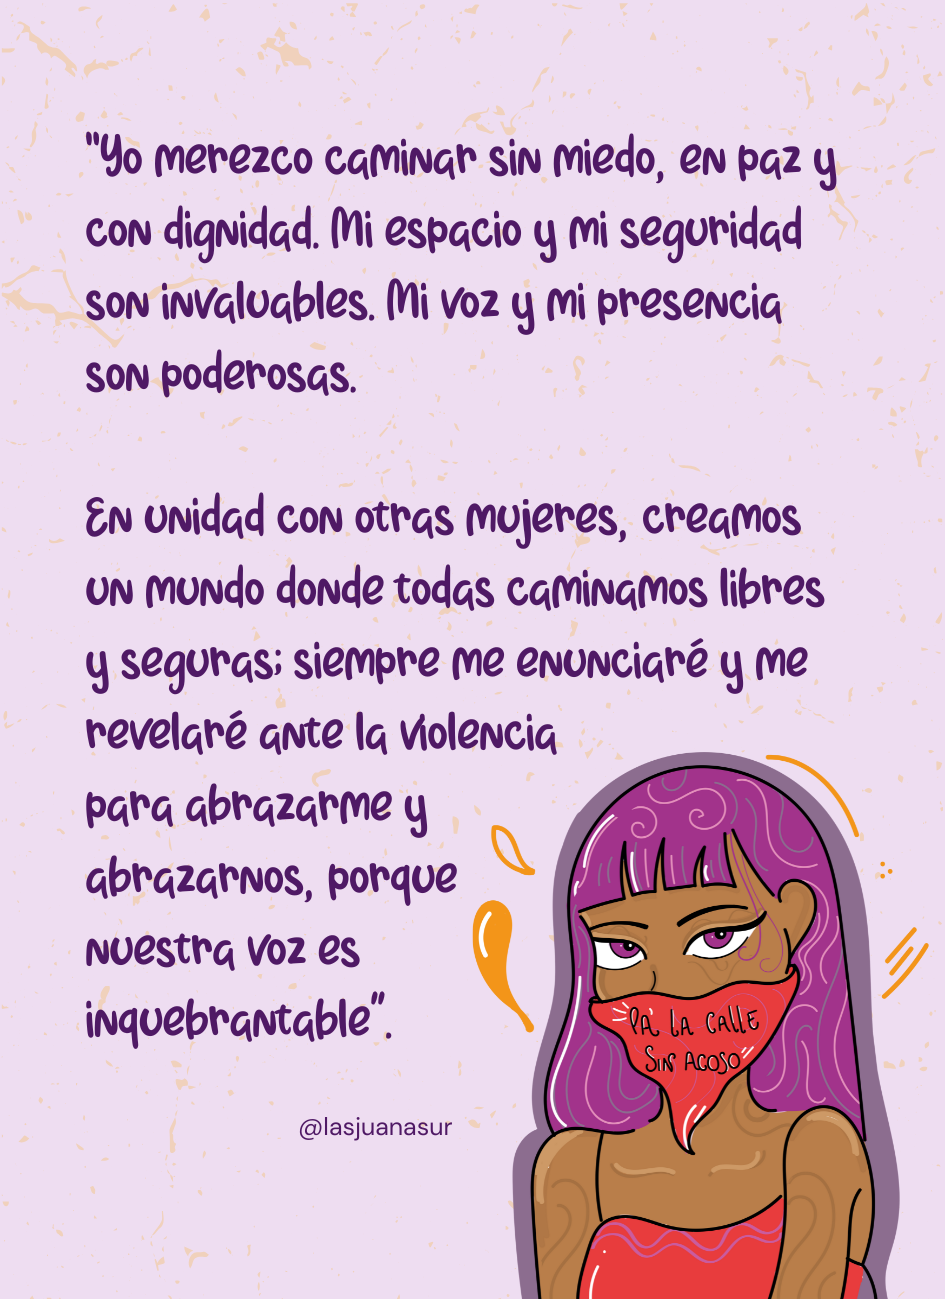 "Yo merezco caminar sin miedo, en paz y
con dignidad. Mi espacio y mi seguridad
son invaluables. Mi voz y mi presencia
son poderosas.
En unidad con otras mujeres, creamos
un mundo donde todas caminamos libres
y seguras; siempre me enunciaré y me
revelaré ante la violencia
para abrazarme y
abrazarnos, porque
nuestra voz es
inquebrantable".
PA' LA CALLE
SIN ACOSO
@lasjuanasur